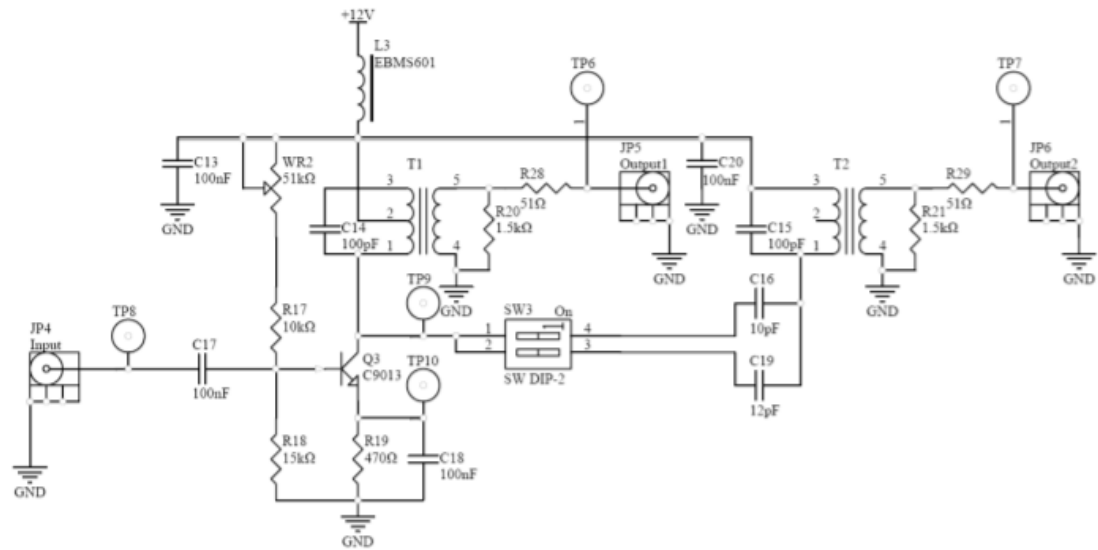 +12V
L3
EBMS601
TP6
TP7
C13
100nF
WR2
51kΩ
T1
3
5
2
1
4
C14
100pF
R28
51Ω
R20
1.5kΩ
GND
1
JP5
Output1
GND
C20
100nF
GND
C15
100pF
T2
3
5
2
1
4
R29
51Ω
R21
1.5kΩ
GND
1
JP6
Output2
GND
GND
JP4
Input
TP8
C17
100nF
R17
10kΩ
TP9
SW3
On
1
4
2
3
SW DIP-2
C16
10pF
C19
12pF
Q3
C9013
TP10
R18
15kΩ
R19
470Ω
C18
100nF
GND
GND